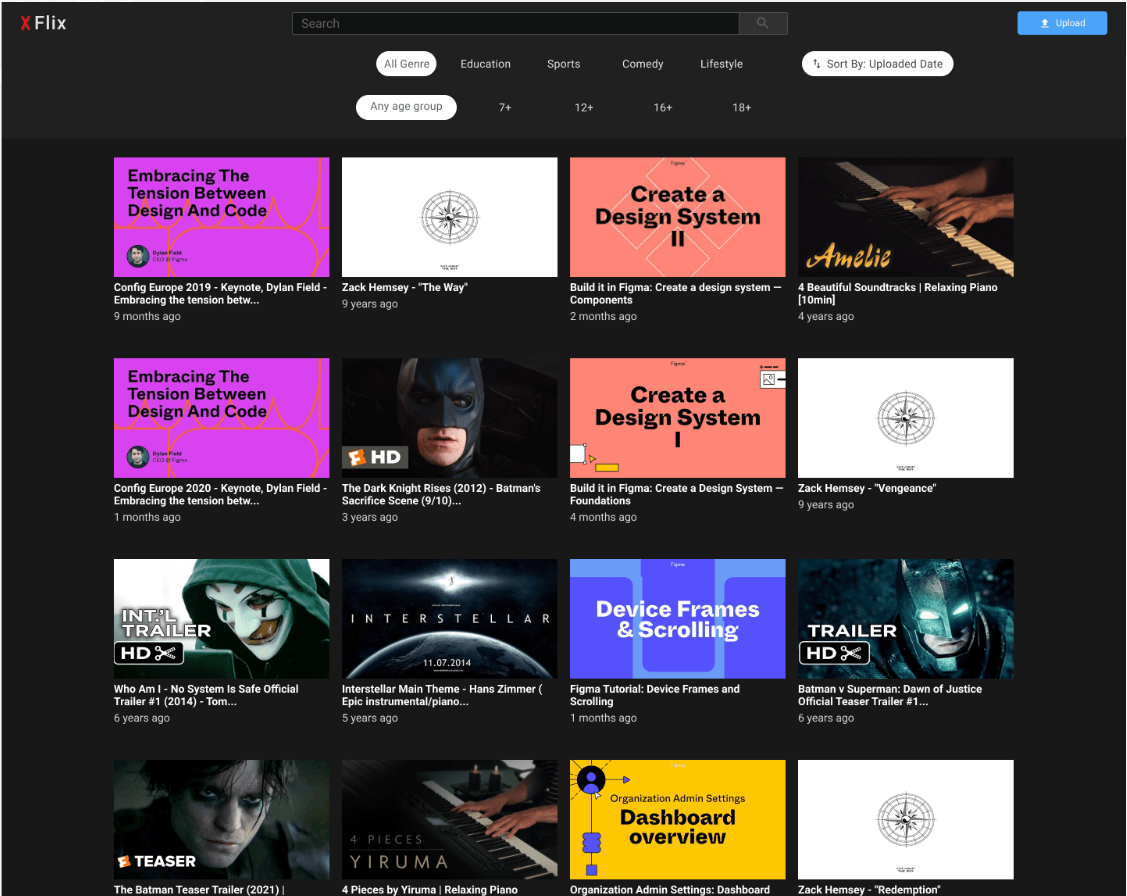 XFlix
Search
Upload
All Genre Education Sports Comedy Lifestyle
Sort By: Uploaded Date
Any age group 7+ 12+ 16+ 18+
Embracing The
Tension Between
Design And Code
Dylan Field
CEO @ Figma
Config Europe 2019 - Keynote, Dylan Field -
Embracing the tension betw...
9 months ago
Zack Hemsey - "The Way"
9 years ago
Figma
Create a
Design System
II
Build it in Figma: Create a design system —
Components
2 months ago
Amelie
4 Beautiful Soundtracks | Relaxing Piano
[10min]
4 years ago
Embracing The
Tension Between
Design And Code
Dylan Field
CEO @ Figma
Config Europe 2020 - Keynote, Dylan Field -
Embracing the tension betw...
1 months ago
HD
The Dark Knight Rises (2012) - Batman's
Sacrifice Scene (9/10)...
3 years ago
Figma
Create a
Design System
I
Build it in Figma: Create a Design System —
Foundations
4 months ago
Zack Hemsey - "Vengeance"
9 years ago
INT.'L
TRAILER
HD
Who Am I - No System Is Safe Official
Trailer #1 (2014) - Tom...
6 years ago
INTERSTELLAR
11.07.2014
Interstellar Main Theme - Hans Zimmer (
Epic instrumental/piano...
5 years ago
Figma
Device Frames
& Scrolling
Figma Tutorial: Device Frames and
Scrolling
1 months ago
TRAILER
HD
Batman v Superman: Dawn of Justice
Official Teaser Trailer #1...
6 years ago
TEASER
The Batman Teaser Trailer (2021) |
4 PIECES
YIRUMA
4 Pieces by Yiruma | Relaxing Piano
Figma
Organization Admin Settings
Dashboard
overview
Organization Admin Settings: Dashboard
Zack Hemsey - "Redemption"